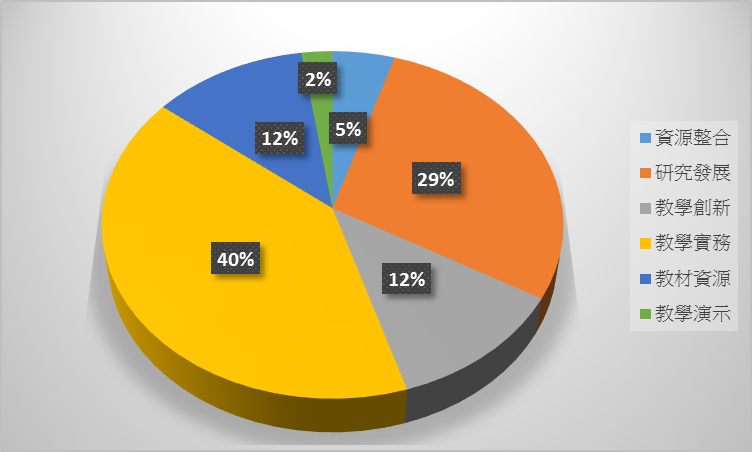 2%
5%
12%
29%
40%
12%
資源整合
研究發展
教學創新
教學實務
教材資源
教學演示